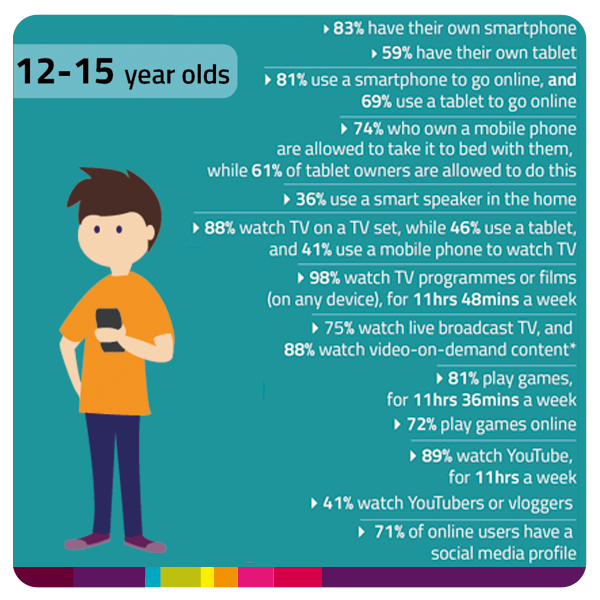 12-15 year olds
▸ 83% have their own smartphone
▸ 59% have their own tablet
▸ 81% use a smartphone to go online, and
69% use a tablet to go online
▸ 74% who own a mobile phone
are allowed to take it to bed with them,
while 61% of tablet owners are allowed to do this
▸ 36% use a smart speaker in the home
▸ 88% watch TV on a TV set, while 46% use a tablet,
and 41% use a mobile phone to watch TV
▸ 98% watch TV programmes or films
(on any device), for 11hrs 48mins a week
▸ 75% watch live broadcast TV, and
88% watch video-on-demand content*
▸ 81% play games,
for 11hrs 36mins a week
▸ 72% play games online
▸ 89% watch YouTube,
for 11hrs a week
▸ 41% watch YouTubers or vloggers
▸ 71% of online users have a
social media profile